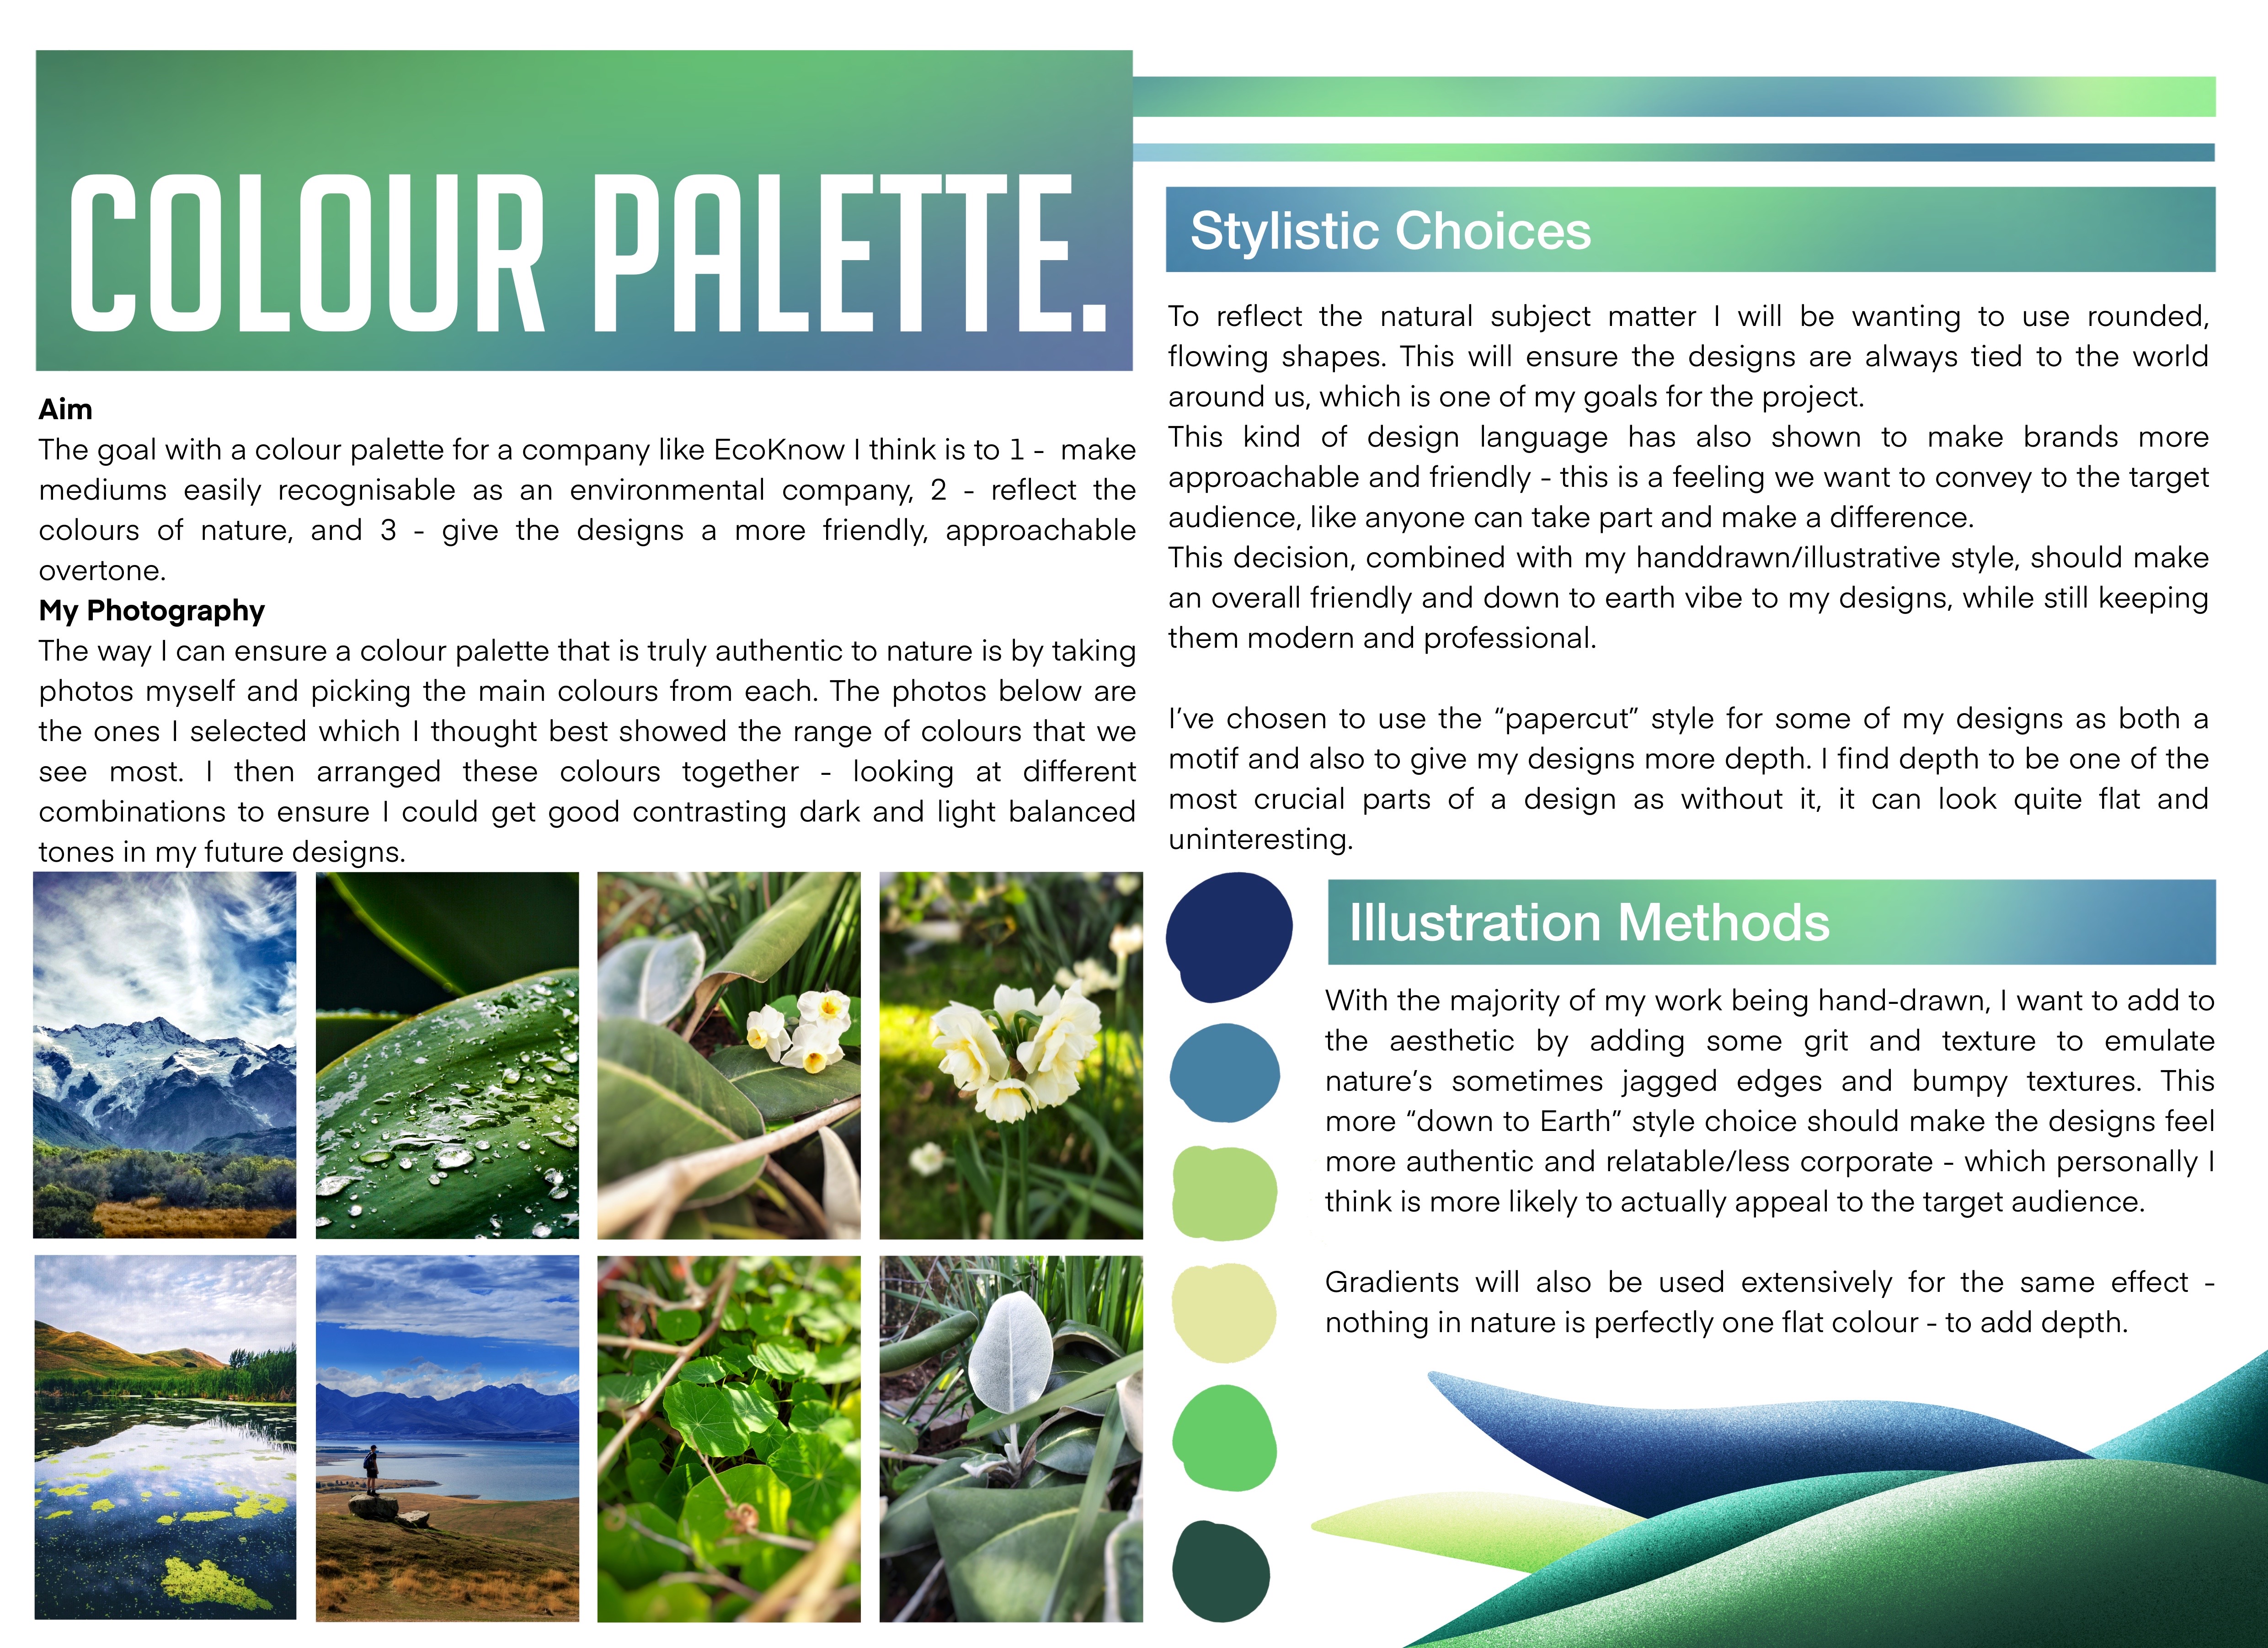 COLOUR PALETTE.
Aim
The goal with a colour palette for a company like EcoKnow I think is to 1 - make
mediums easily recognisable as an environmental company, 2 - reflect the
colours of nature, and 3 - give the designs a more friendly, approachable
overtone.
My Photography
The way I can ensure a colour palette that is truly authentic to nature is by taking
photos myself and picking the main colours from each. The photos below are
the ones I selected which I thought best showed the range of colours that we
see most. I then arranged these colours together - looking at different
combinations to ensure I could get good contrasting dark and light balanced
tones in my future designs.
Stylistic Choices
To reflect the natural subject matter I will be wanting to use rounded,
flowing shapes. This will ensure the designs are always tied to the world
around us, which is one of my goals for the project.
This kind of design language has also shown to make brands more
approachable and friendly - this is a feeling we want to convey to the target
audience, like anyone can take part and make a difference.
This decision, combined with my handdrawn/illustrative style, should make
an overall friendly and down to earth vibe to my designs, while still keeping
them modern and professional.
I’ve chosen to use the “papercut” style for some of my designs as both a
motif and also to give my designs more depth. I find depth to be one of the
most crucial parts of a design as without it, it can look quite flat and
uninteresting.
Illustration Methods
With the majority of my work being hand-drawn, I want to add to
the aesthetic by adding some grit and texture to emulate
nature’s sometimes jagged edges and bumpy textures. This
more “down to Earth” style choice should make the designs feel
more authentic and relatable/less corporate - which personally I
think is more likely to actually appeal to the target audience.
Gradients will also be used extensively for the same effect -
nothing in nature is perfectly one flat colour - to add depth.